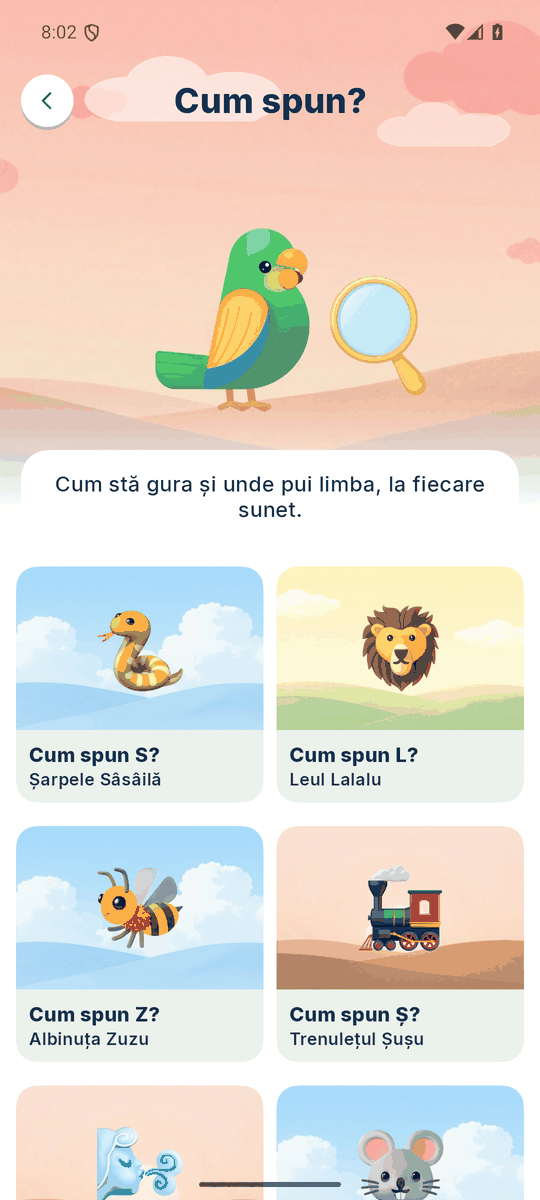 8:02
Cum spun?
Cum stă gura și unde pui limba, la fiecare
sunet.
Cum spun S?
Șarpele Sâsâilă
Cum spun L?
Leul Lalalu
Cum spun Z?
Albinuța Zuzu
Cum spun Ș?
Trenulețul Șușu